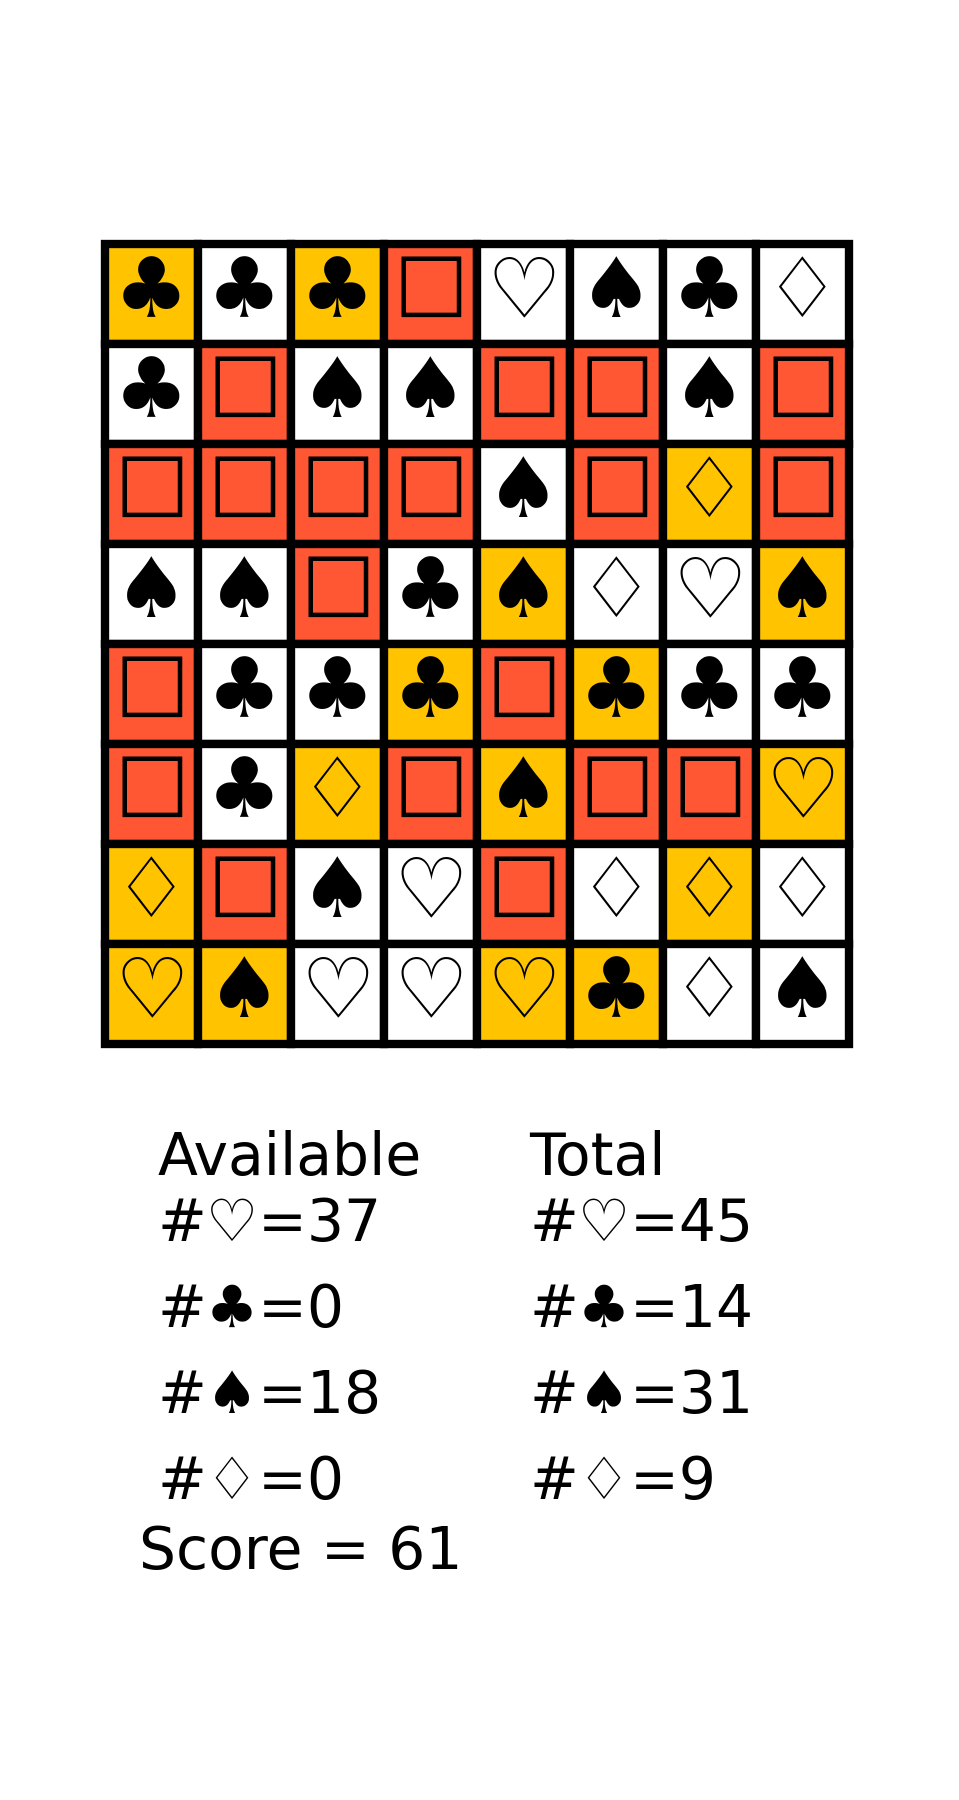 ♣ ♣ ♣ □ ♡ ♠ ♣ ♢
♣ □ ♠ ♠ □ □ ♠ □
□ □ □ □ ♠ □ ♢ □
♠ ♠ □ ♣ ♠ ♢ ♡ ♠
□ ♣ ♣ ♣ □ ♣ ♣ ♣
□ ♣ ♢ □ ♠ □ □ ♡
♢ □ ♠ ♡ □ ♢ ♢ ♢
♡ ♠ ♡ ♡ ♡ ♣ ♢ ♠
Available Total
#♡=37 #♡=45
#♣=0 #♣=14
#♠=18 #♠=31
#♢=0 #♢=9
Score = 61